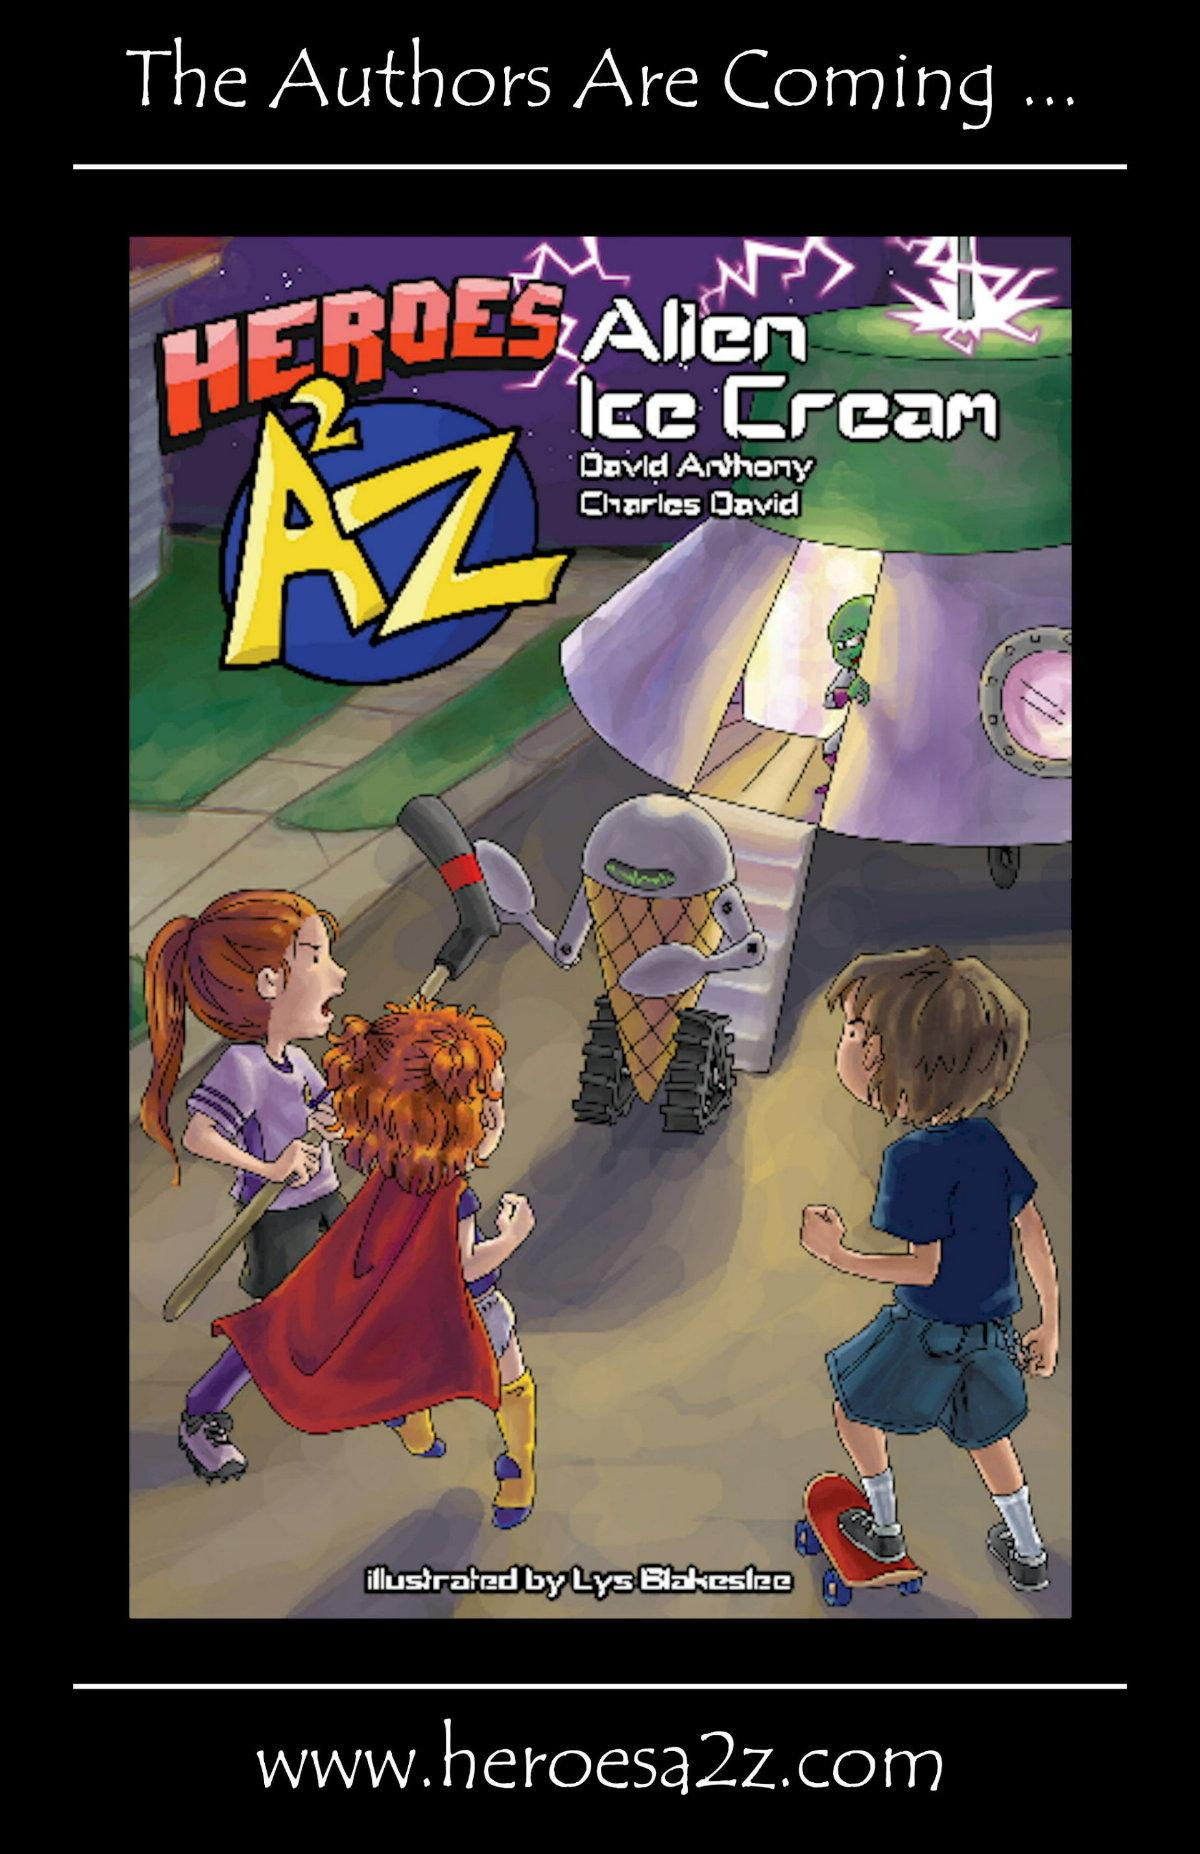 The Authors Are Coming ...
HEROES
A2Z
Alien
Ice Cream
David Anthony
Charles David
illustrated by Lys Blakeslee
www.heroesa2z.com